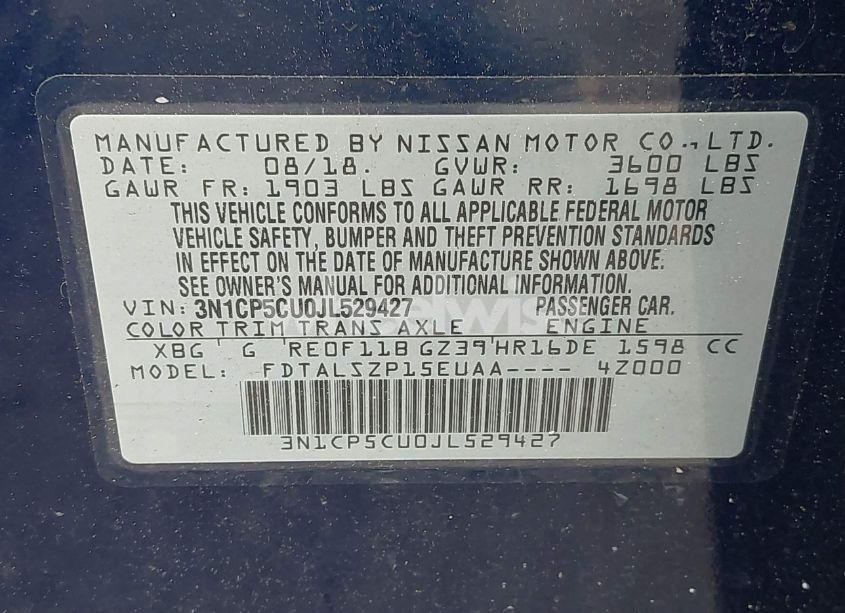 MANUFACTURED BY NISSAN MOTOR CO., LTD.
DATE: 08/18. GVWR: 3600 LBS
GAWR FR: 1903 LBS GAWR RR: 1698 LBS
THIS VEHICLE CONFORMS TO ALL APPLICABLE FEDERAL MOTOR
VEHICLE SAFETY, BUMPER AND THEFT PREVENTION STANDARDS
IN EFFECT ON THE DATE OF MANUFACTURE SHOWN ABOVE.
SEE OWNER'S MANUAL FOR ADDITIONAL INFORMATION.
VIN: 3N1CP5CU0JL529427 PASSENGER CAR.
COLOR TRIM TRANS AXLE ENGINE
XBG G RE0F11B GZ39 HR16DE 1598 CC
MODEL: FDTALSZP15EUAA---- 4Z000
3N1CP5CU0JL529427